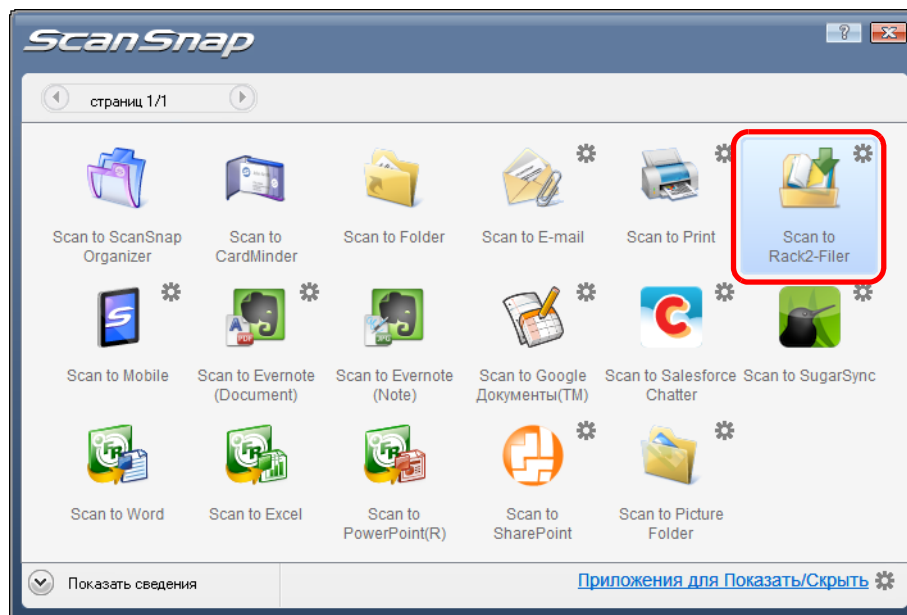 ScanSnap
?
страниц 1/1
Scan to ScanSnap
Organizer
Scan to
CardMinder
Scan to Folder
Scan to E-mail
Scan to Print
Scan to
Rack2-Filer
Scan to Mobile
Scan to Evernote
(Document)
Scan to Evernote
(Note)
Scan to Google
Документы(TM)
Scan to Salesforce
Chatter
Scan to SugarSync
Scan to Word
Scan to Excel
Scan to
PowerPoint(R)
Scan to
SharePoint
Scan to Picture
Folder
Показать сведения
Приложения для Показать/Скрыть